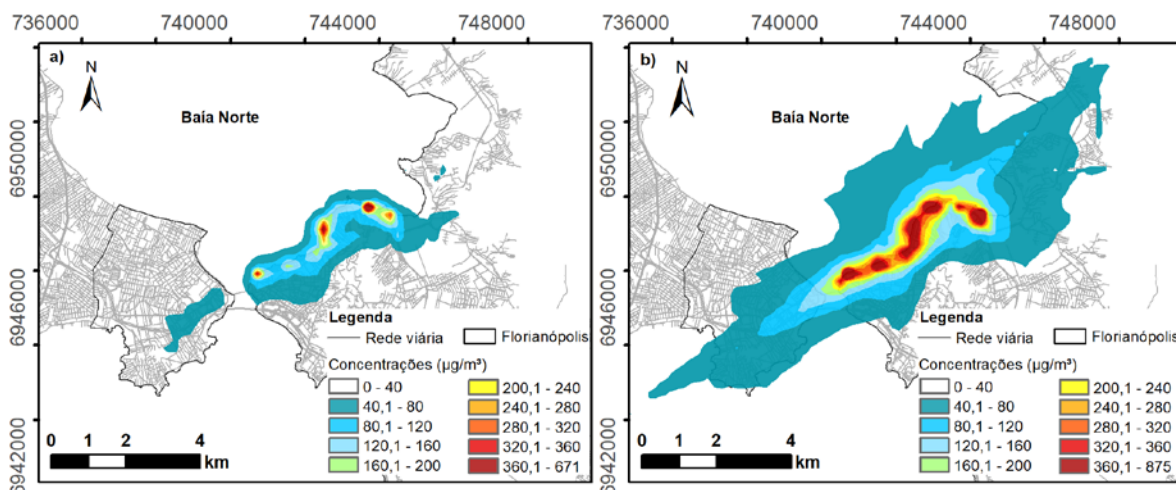 736000 740000 744000 748000
a)
N
Baía Norte
6950000
6946000
6942000
Legenda
Rede viária Florianópolis
Concentrações (µg/m³)
0 - 40 200,1 - 240
40,1 - 80 240,1 - 280
80,1 - 120 280,1 - 320
120,1 - 160 320,1 - 360
160,1 - 200 360,1 - 671
0 1 2 4
km
736000 740000 744000 748000
b)
N
Baía Norte
6950000
6946000
6942000
Legenda
Rede viária Florianópolis
Concentrações (µg/m³)
0 - 40 200,1 - 240
40,1 - 80 240,1 - 280
80,1 - 120 280,1 - 320
120,1 - 160 320,1 - 360
160,1 - 200 360,1 - 875
0 1 2 4
km